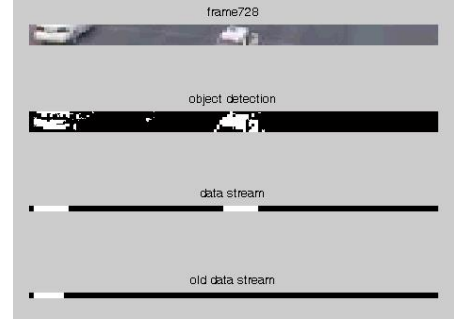 frame728
object detection
data stream
old data stream